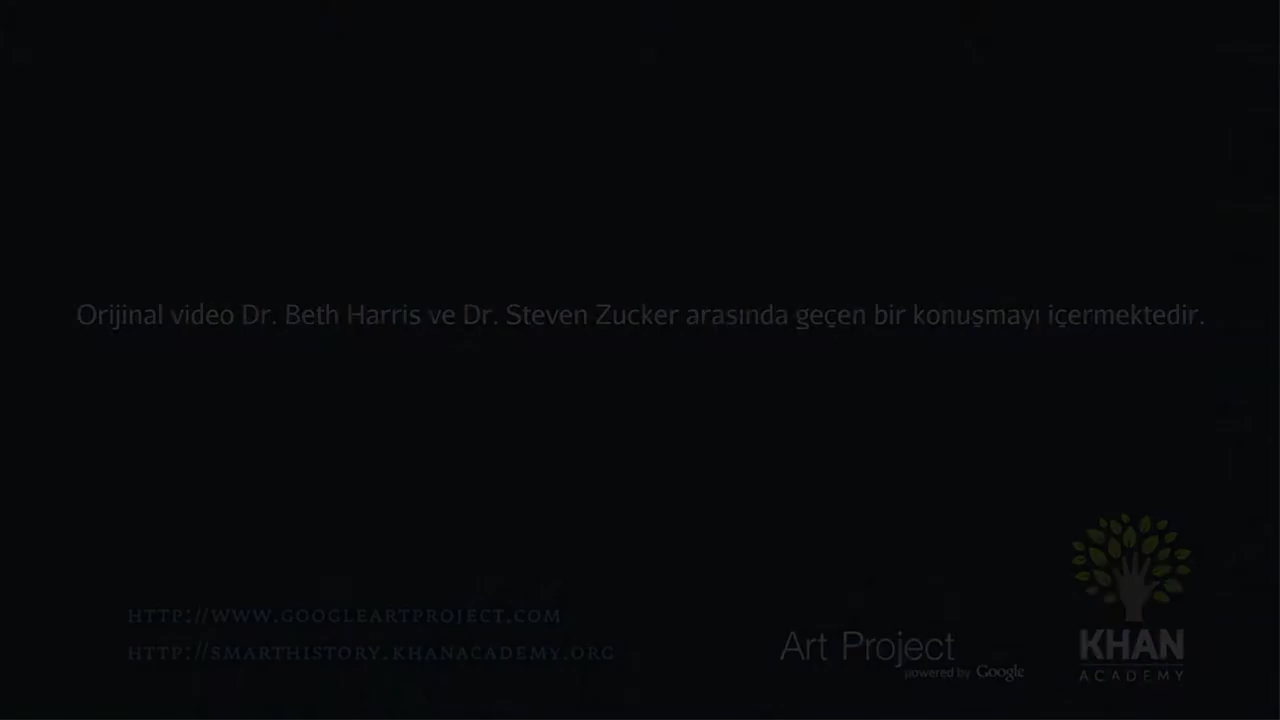 Orijinal video Dr. Beth Harris ve Dr. Steven Zucker arasında geçen bir konuşmayı içermektedir.
HTTP://WWW.GOOGLEARTPROJECT.COM
HTTP://SMARTHISTORY.KHANACADEMY.ORG
Art Project
powered by Google
KHAN
ACADEMY